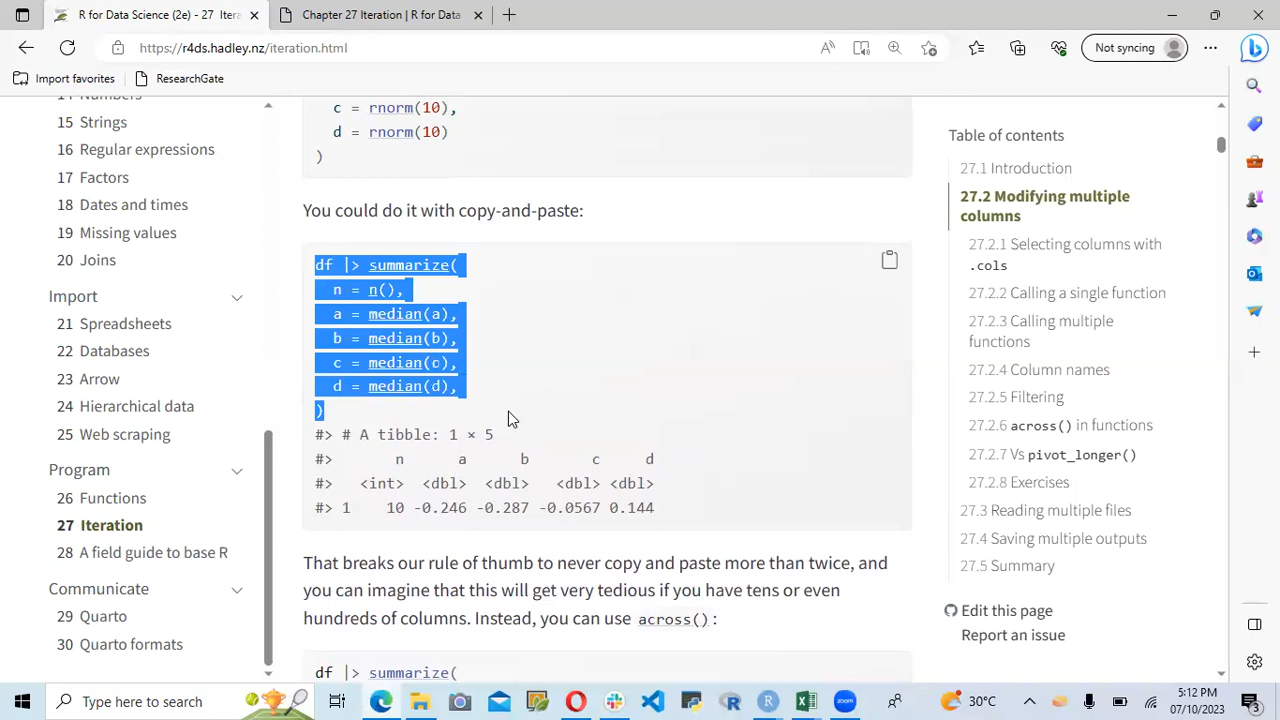 R for Data Science (2e) - 27 Itera
Chapter 27 Iteration | R for Data
https://r4ds.hadley.nz/iteration.html
Not syncing
Import favorites
ResearchGate
14 Numbers
15 Strings
16 Regular expressions
17 Factors
18 Dates and times
19 Missing values
20 Joins
Import
21 Spreadsheets
22 Databases
23 Arrow
24 Hierarchical data
25 Web scraping
Program
26 Functions
27 Iteration
28 A field guide to base R
Communicate
29 Quarto
30 Quarto formats
c = rnorm(10),
d = rnorm(10)
)
You could do it with copy-and-paste:
df |> summarize(
n = n(),
a = median(a),
b = median(b),
c = median(c),
d = median(d),
)
#> # A tibble: 1 × 5
#> n a b c d
#> <int> <dbl> <dbl> <dbl> <dbl>
#> 1 10 -0.246 -0.287 -0.0567 0.144
That breaks our rule of thumb to never copy and paste more than twice, and
you can imagine that this will get very tedious if you have tens or even
hundreds of columns. Instead, you can use across():
df |> summarize(
Table of contents
27.1 Introduction
27.2 Modifying multiple
columns
27.2.1 Selecting columns with
.cols
27.2.2 Calling a single function
27.2.3 Calling multiple
functions
27.2.4 Column names
27.2.5 Filtering
27.2.6 across() in functions
27.2.7 Vs pivot_longer()
27.2.8 Exercises
27.3 Reading multiple files
27.4 Saving multiple outputs
27.5 Summary
Edit this page
Report an issue
Type here to search
30°C
5:12 PM
07/10/2023
3